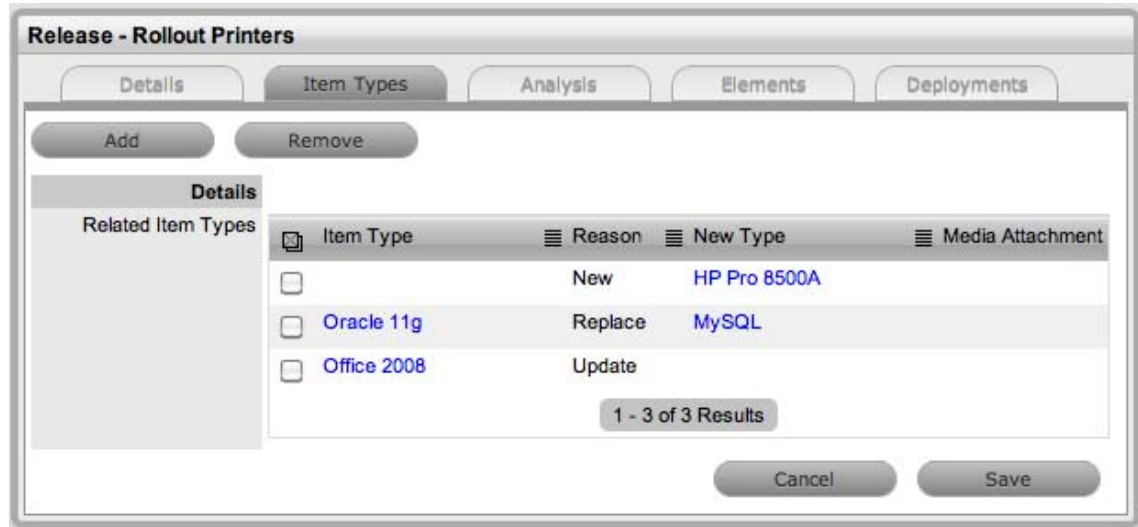 Release - Rollout Printers
Details Item Types Analysis Elements Deployments
Add Remove
Details
Related Item Types
Item Type Reason New Type Media Attachment
New HP Pro 8500A
Oracle 11g Replace MySQL
Office 2008 Update
1 - 3 of 3 Results
Cancel Save